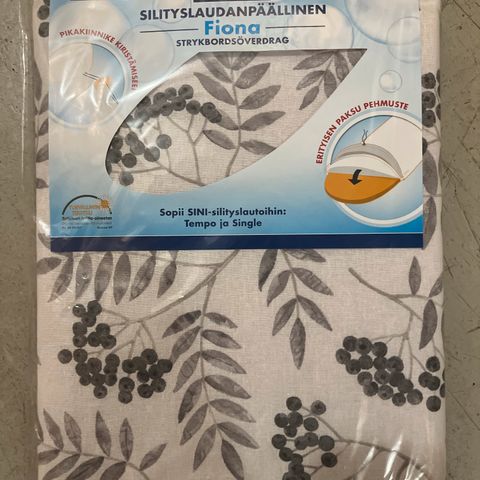 SILITYSLAUDANPÄÄLLINEN
Fiona
STRYKBORDSÖVERDRAG
PIKAKIINNIKE KIRISTÄMISEEN
ERITYISEN PAKSU PEHMUSTE
Sopii SINI-silityslautoihin:
Tempo ja Single